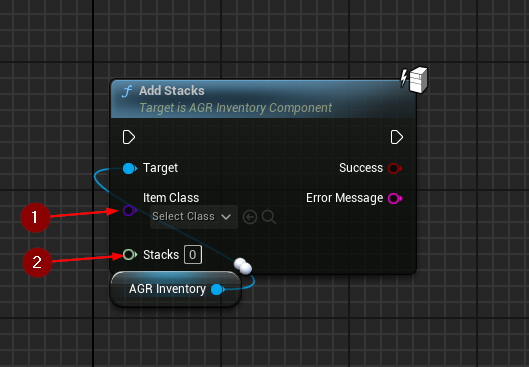 f Add Stacks
Target is AGR Inventory Component
Target
Success
Item Class
Error Message
1
Select Class
2
Stacks 0
AGR Inventory